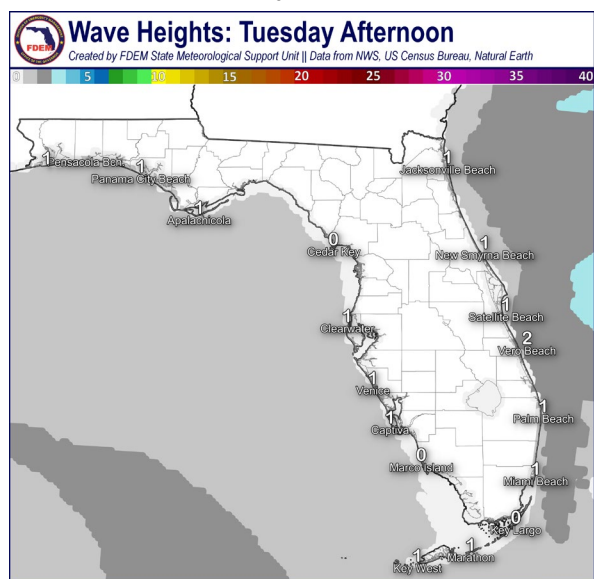 Wave Heights: Tuesday Afternoon
Created by FDEM State Meteorological Support Unit || Data from NWS, US Census Bureau, Natural Earth
FDEM
0 5 10 15 20 25 30 35 40
1
Pensacola Bch.
1
Panama City Beach
1
Apalachicola
1
Jacksonville Beach
0
Cedar Key
1
New Smyrna Beach
1
Clearwater
1
Satellite Beach
2
Vero Beach
1
Venice
1
Captiva
1
Palm Beach
0
Marco Island
1
Miami Beach
0
Key Largo
1
Marathon
1
Key West